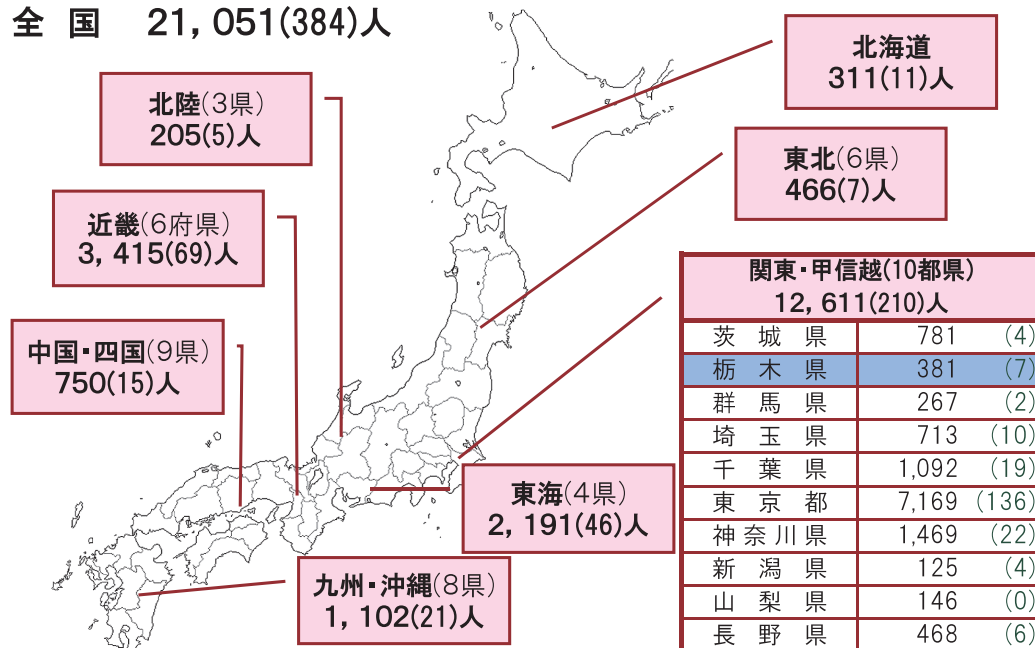 全国 21,051(384)人
北海道
311(11)人
北陸(3県)
205(5)人
東北(6県)
466(7)人
近畿(6府県)
3,415(69)人
関東・甲信越(10都県)
12,611(210)人
茨城県 781 (4)
栃木県 381 (7)
群馬県 267 (2)
埼玉県 713 (10)
千葉県 1,092 (19)
東京都 7,169 (136)
神奈川県 1,469 (22)
新潟県 125 (4)
山梨県 146 (0)
長野県 468 (6)
中国・四国(9県)
750(15)人
東海(4県)
2,191(46)人
九州・沖縄(8県)
1,102(21)人